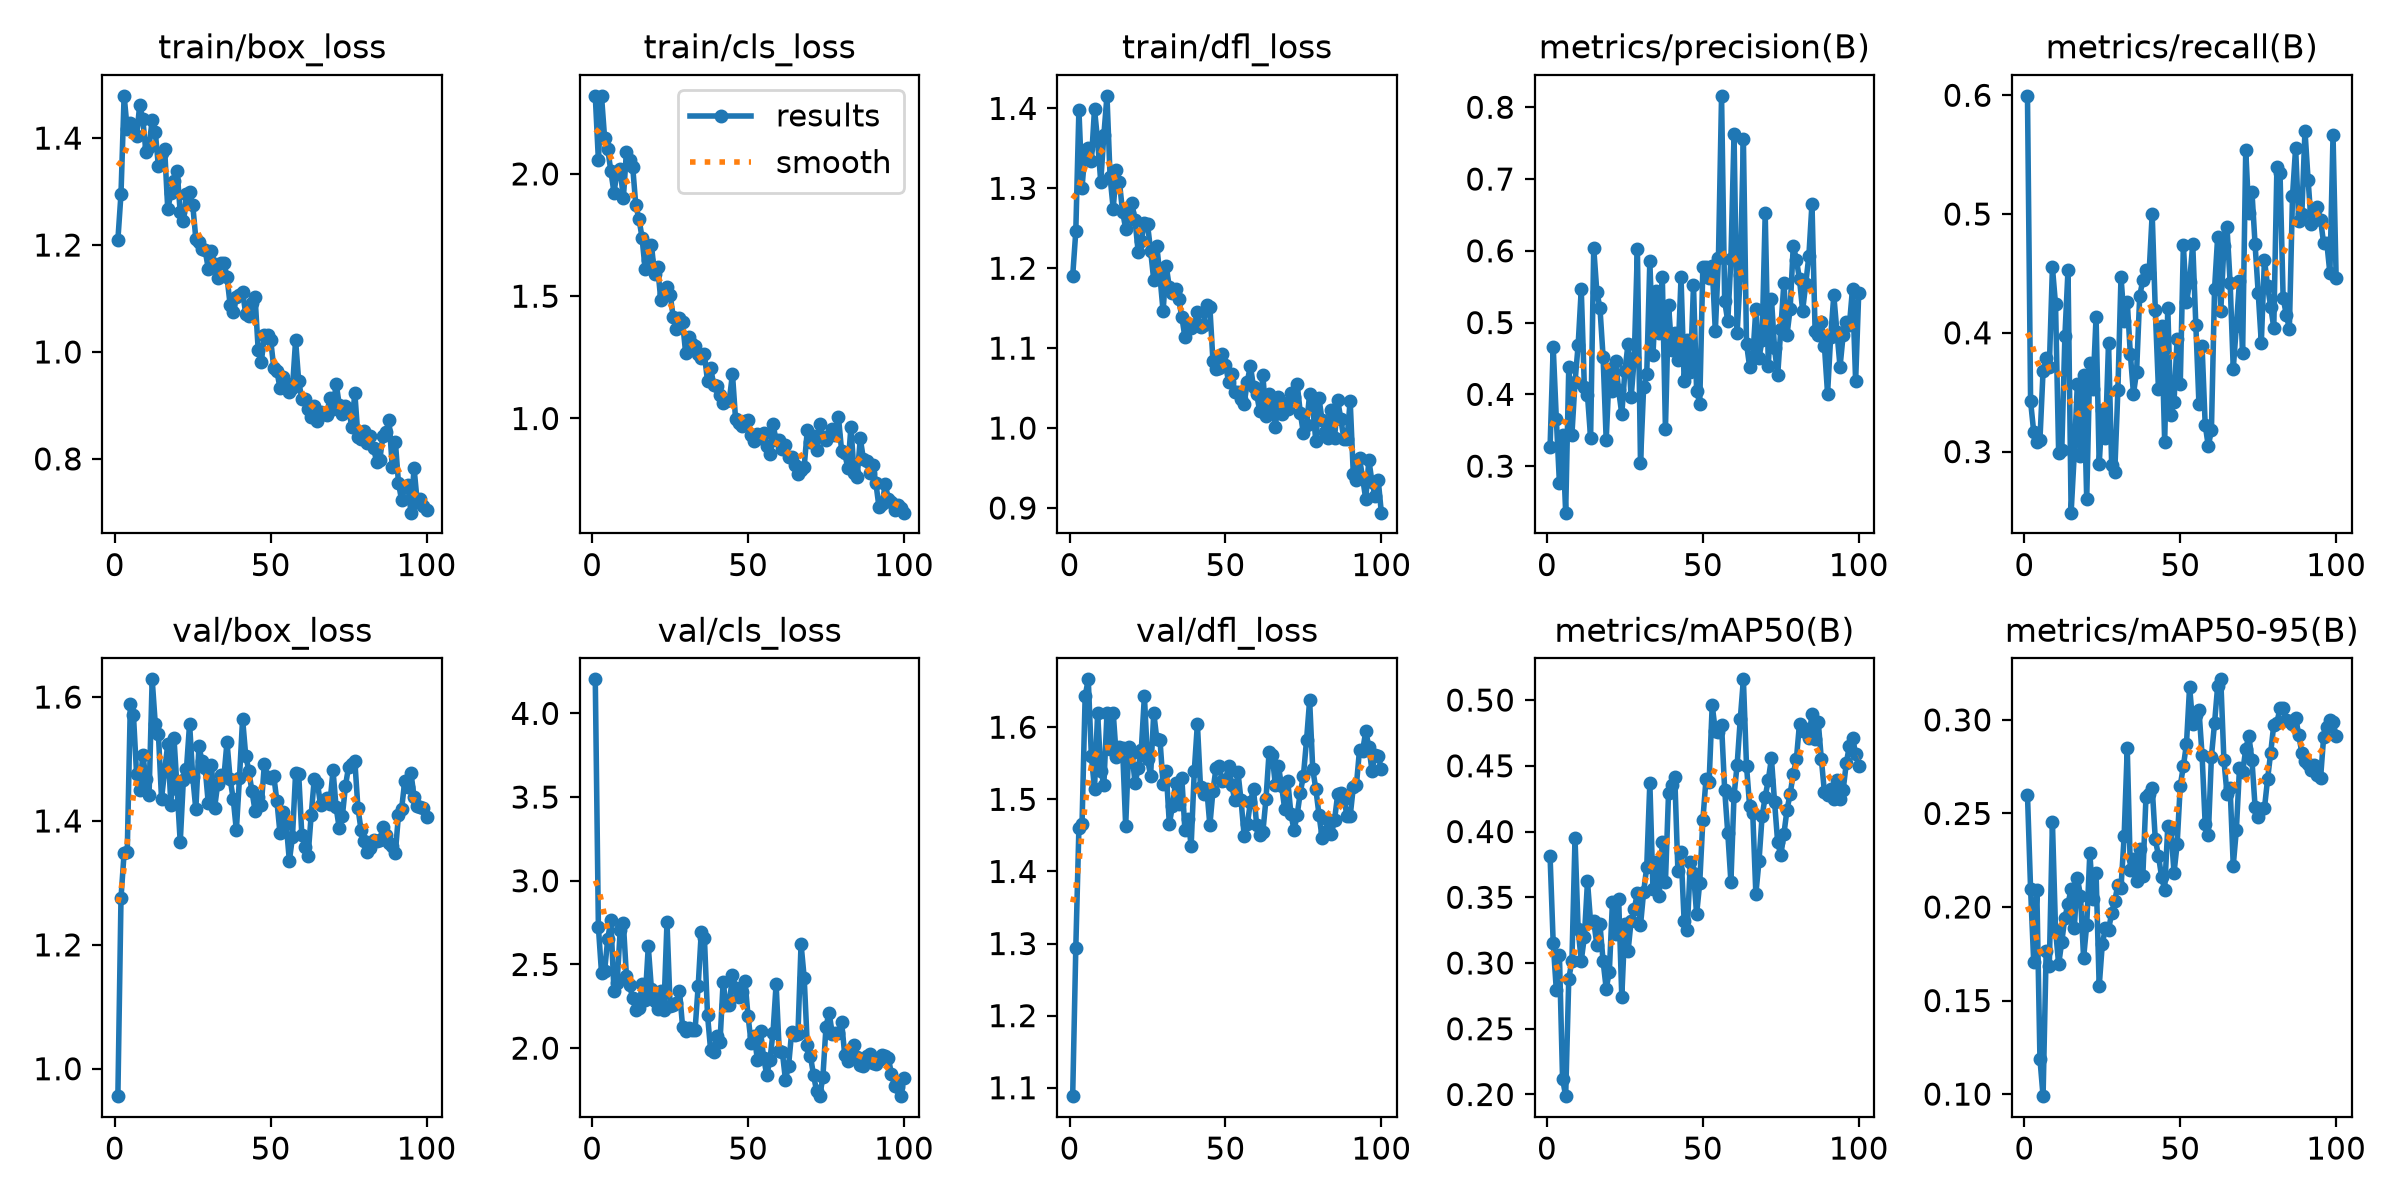 train/box_loss
train/cls_loss
train/dfl_loss
metrics/precision(B)
metrics/recall(B)
1.4
1.2
1.0
0.8
0 50 100
results
smooth
2.0
1.5
1.0
0 50 100
1.4
1.3
1.2
1.1
1.0
0.9
0 50 100
0.8
0.7
0.6
0.5
0.4
0.3
0 50 100
0.6
0.5
0.4
0.3
0 50 100
val/box_loss
val/cls_loss
val/dfl_loss
metrics/mAP50(B)
metrics/mAP50-95(B)
1.6
1.4
1.2
1.0
0 50 100
4.0
3.5
3.0
2.5
2.0
0 50 100
1.6
1.5
1.4
1.3
1.2
1.1
0 50 100
0.50
0.45
0.40
0.35
0.30
0.25
0.20
0 50 100
0.30
0.25
0.20
0.15
0.10
0 50 100